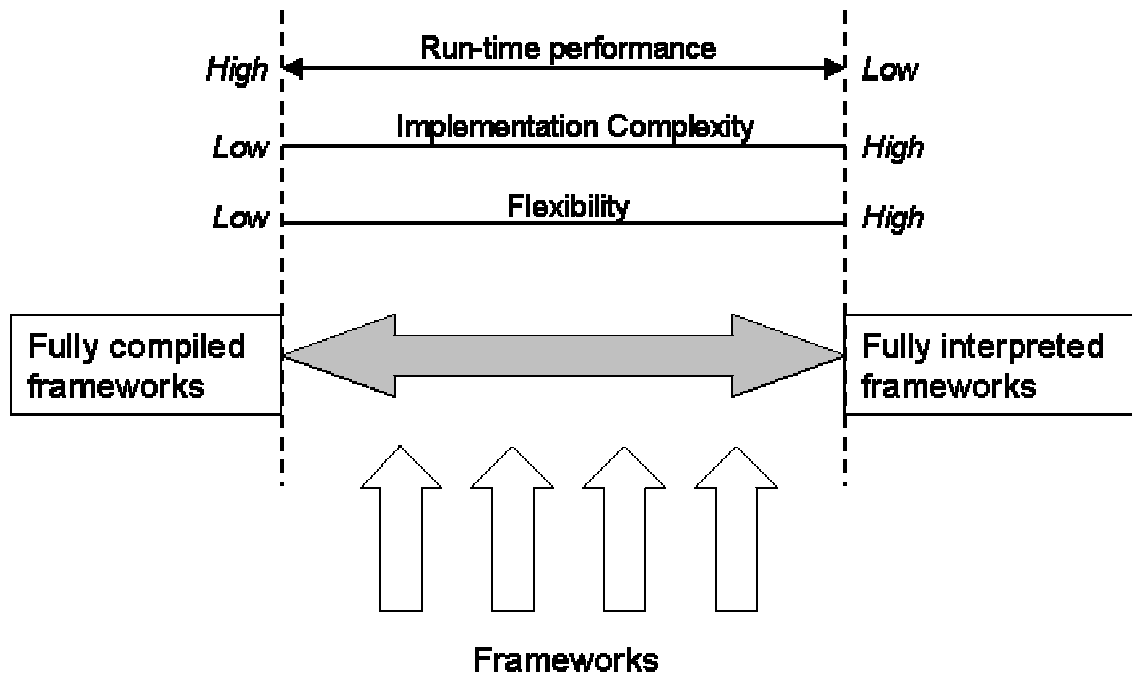 Run-time performance
High
Low
Implementation Complexity
Low
High
Flexibility
Low
High
Fully compiled
frameworks
Fully interpreted
frameworks
Frameworks